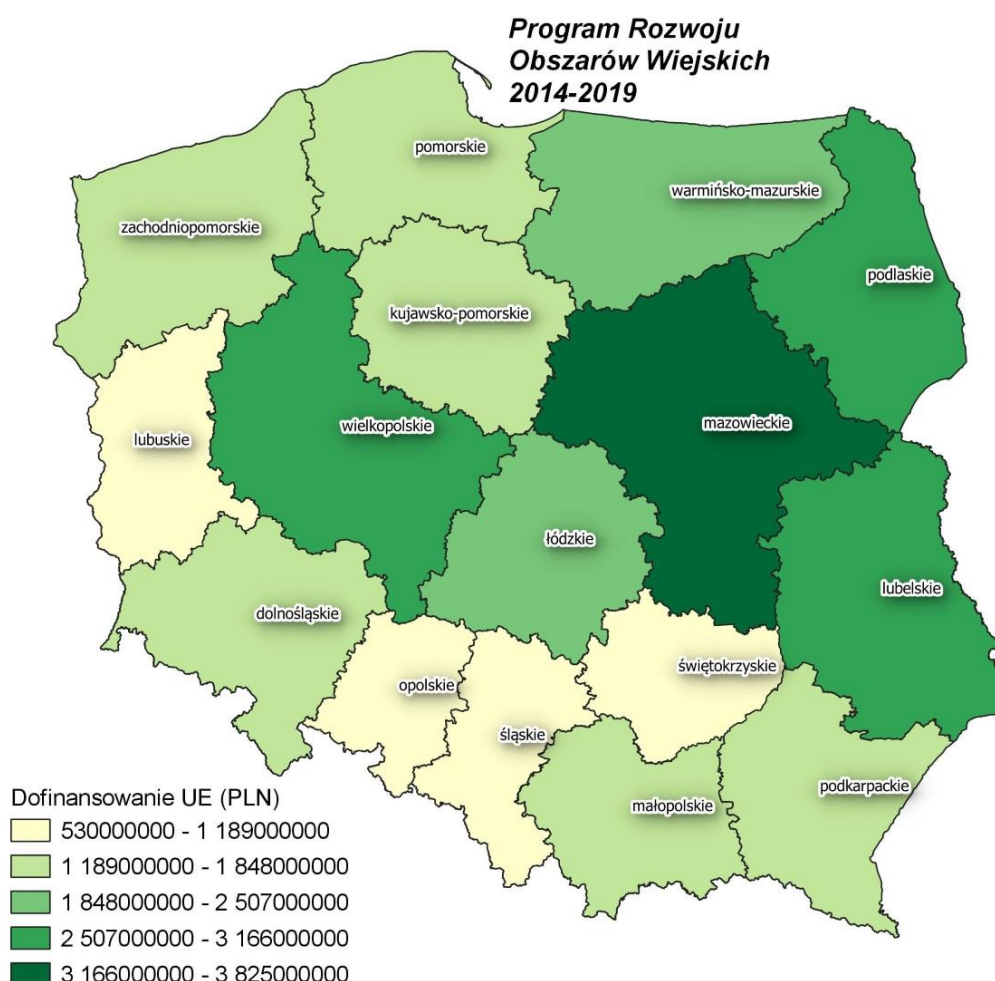 Program Rozwoju
Obszarów Wiejskich
2014-2019
pomorskie
warmińsko-mazurskie
zachodniopomorskie
podlaskie
kujawsko-pomorskie
mazowieckie
wielkopolskie
lubuskie
łódzkie
lubelskie
dolnośląskie
świętokrzyskie
opolskie
śląskie
podkarpackie
małopolskie
Dofinansowanie UE (PLN)
530000000 - 1 189000000
1 189000000 - 1 848000000
1 848000000 - 2 507000000
2 507000000 - 3 166000000
3 166000000 - 3 825000000